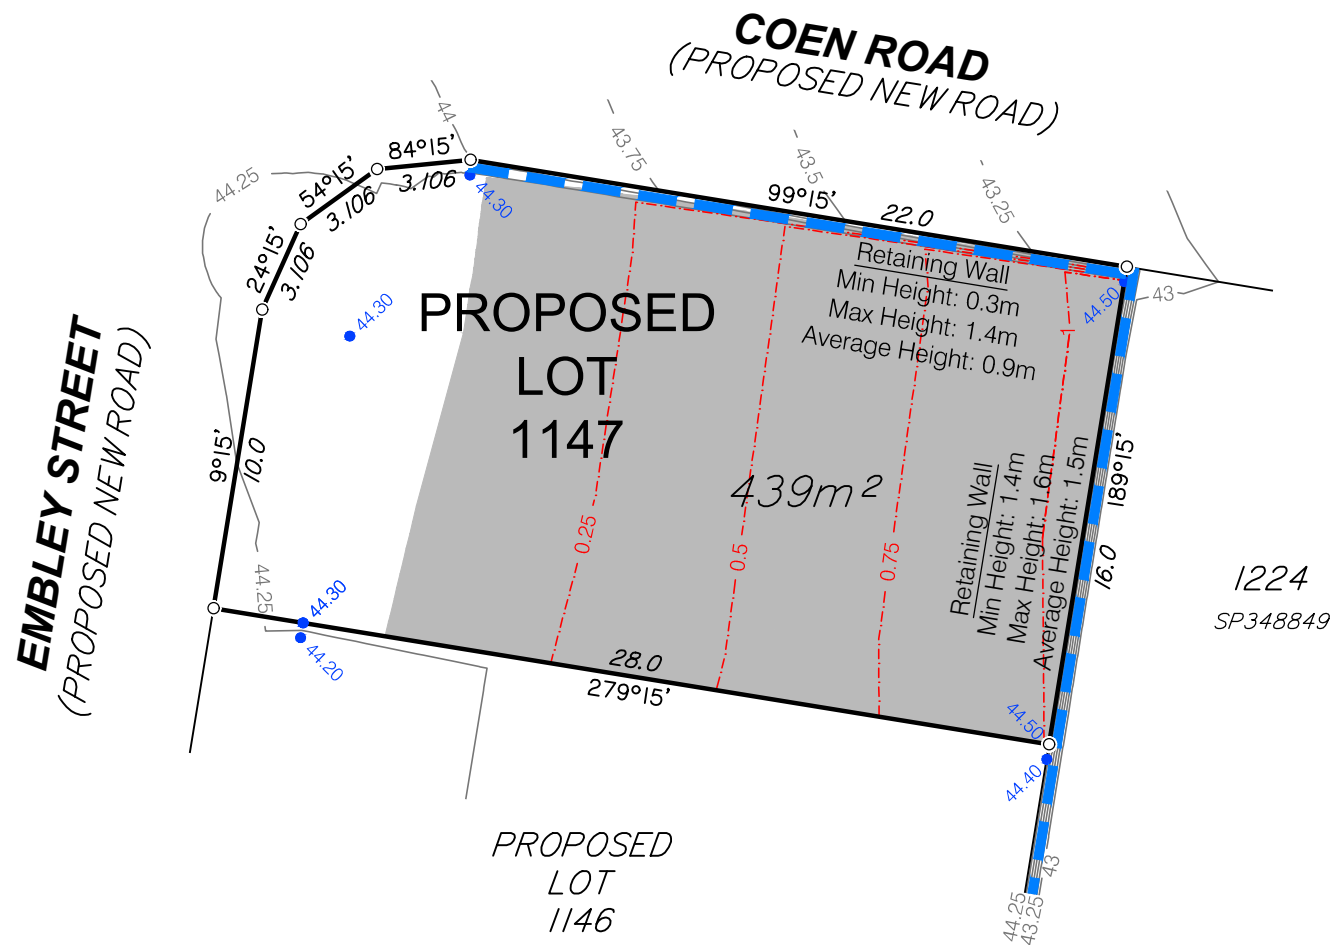 COEN ROAD
(PROPOSED NEW ROAD)
44
43.75
43.5
43.25
84°15'
3.106
54°15'
3.106
24°15'
3.106
44.25
44.30
99°15'
22.0
Retaining Wall
Min Height: 0.3m
Max Height: 1.4m
Average Height: 0.9m
44.50
43
44.30
PROPOSED
LOT
1147
439m²
1
EMBLEY STREET
(PROPOSED NEW ROAD)
9°15'
10.0
0.25
0.5
0.75
Retaining Wall
Min Height: 1.4m
Max Height: 1.6m
Average Height: 1.5m
189°15'
16.0
1224
SP348849
44.25
44.30
44.20
28.0
279°15'
44.50
44.40
PROPOSED
LOT
1146
43
44.25
43.25